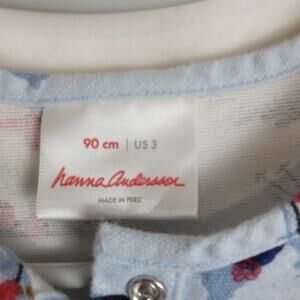 90 cm | US 3
hanna andersson
MADE IN PERU